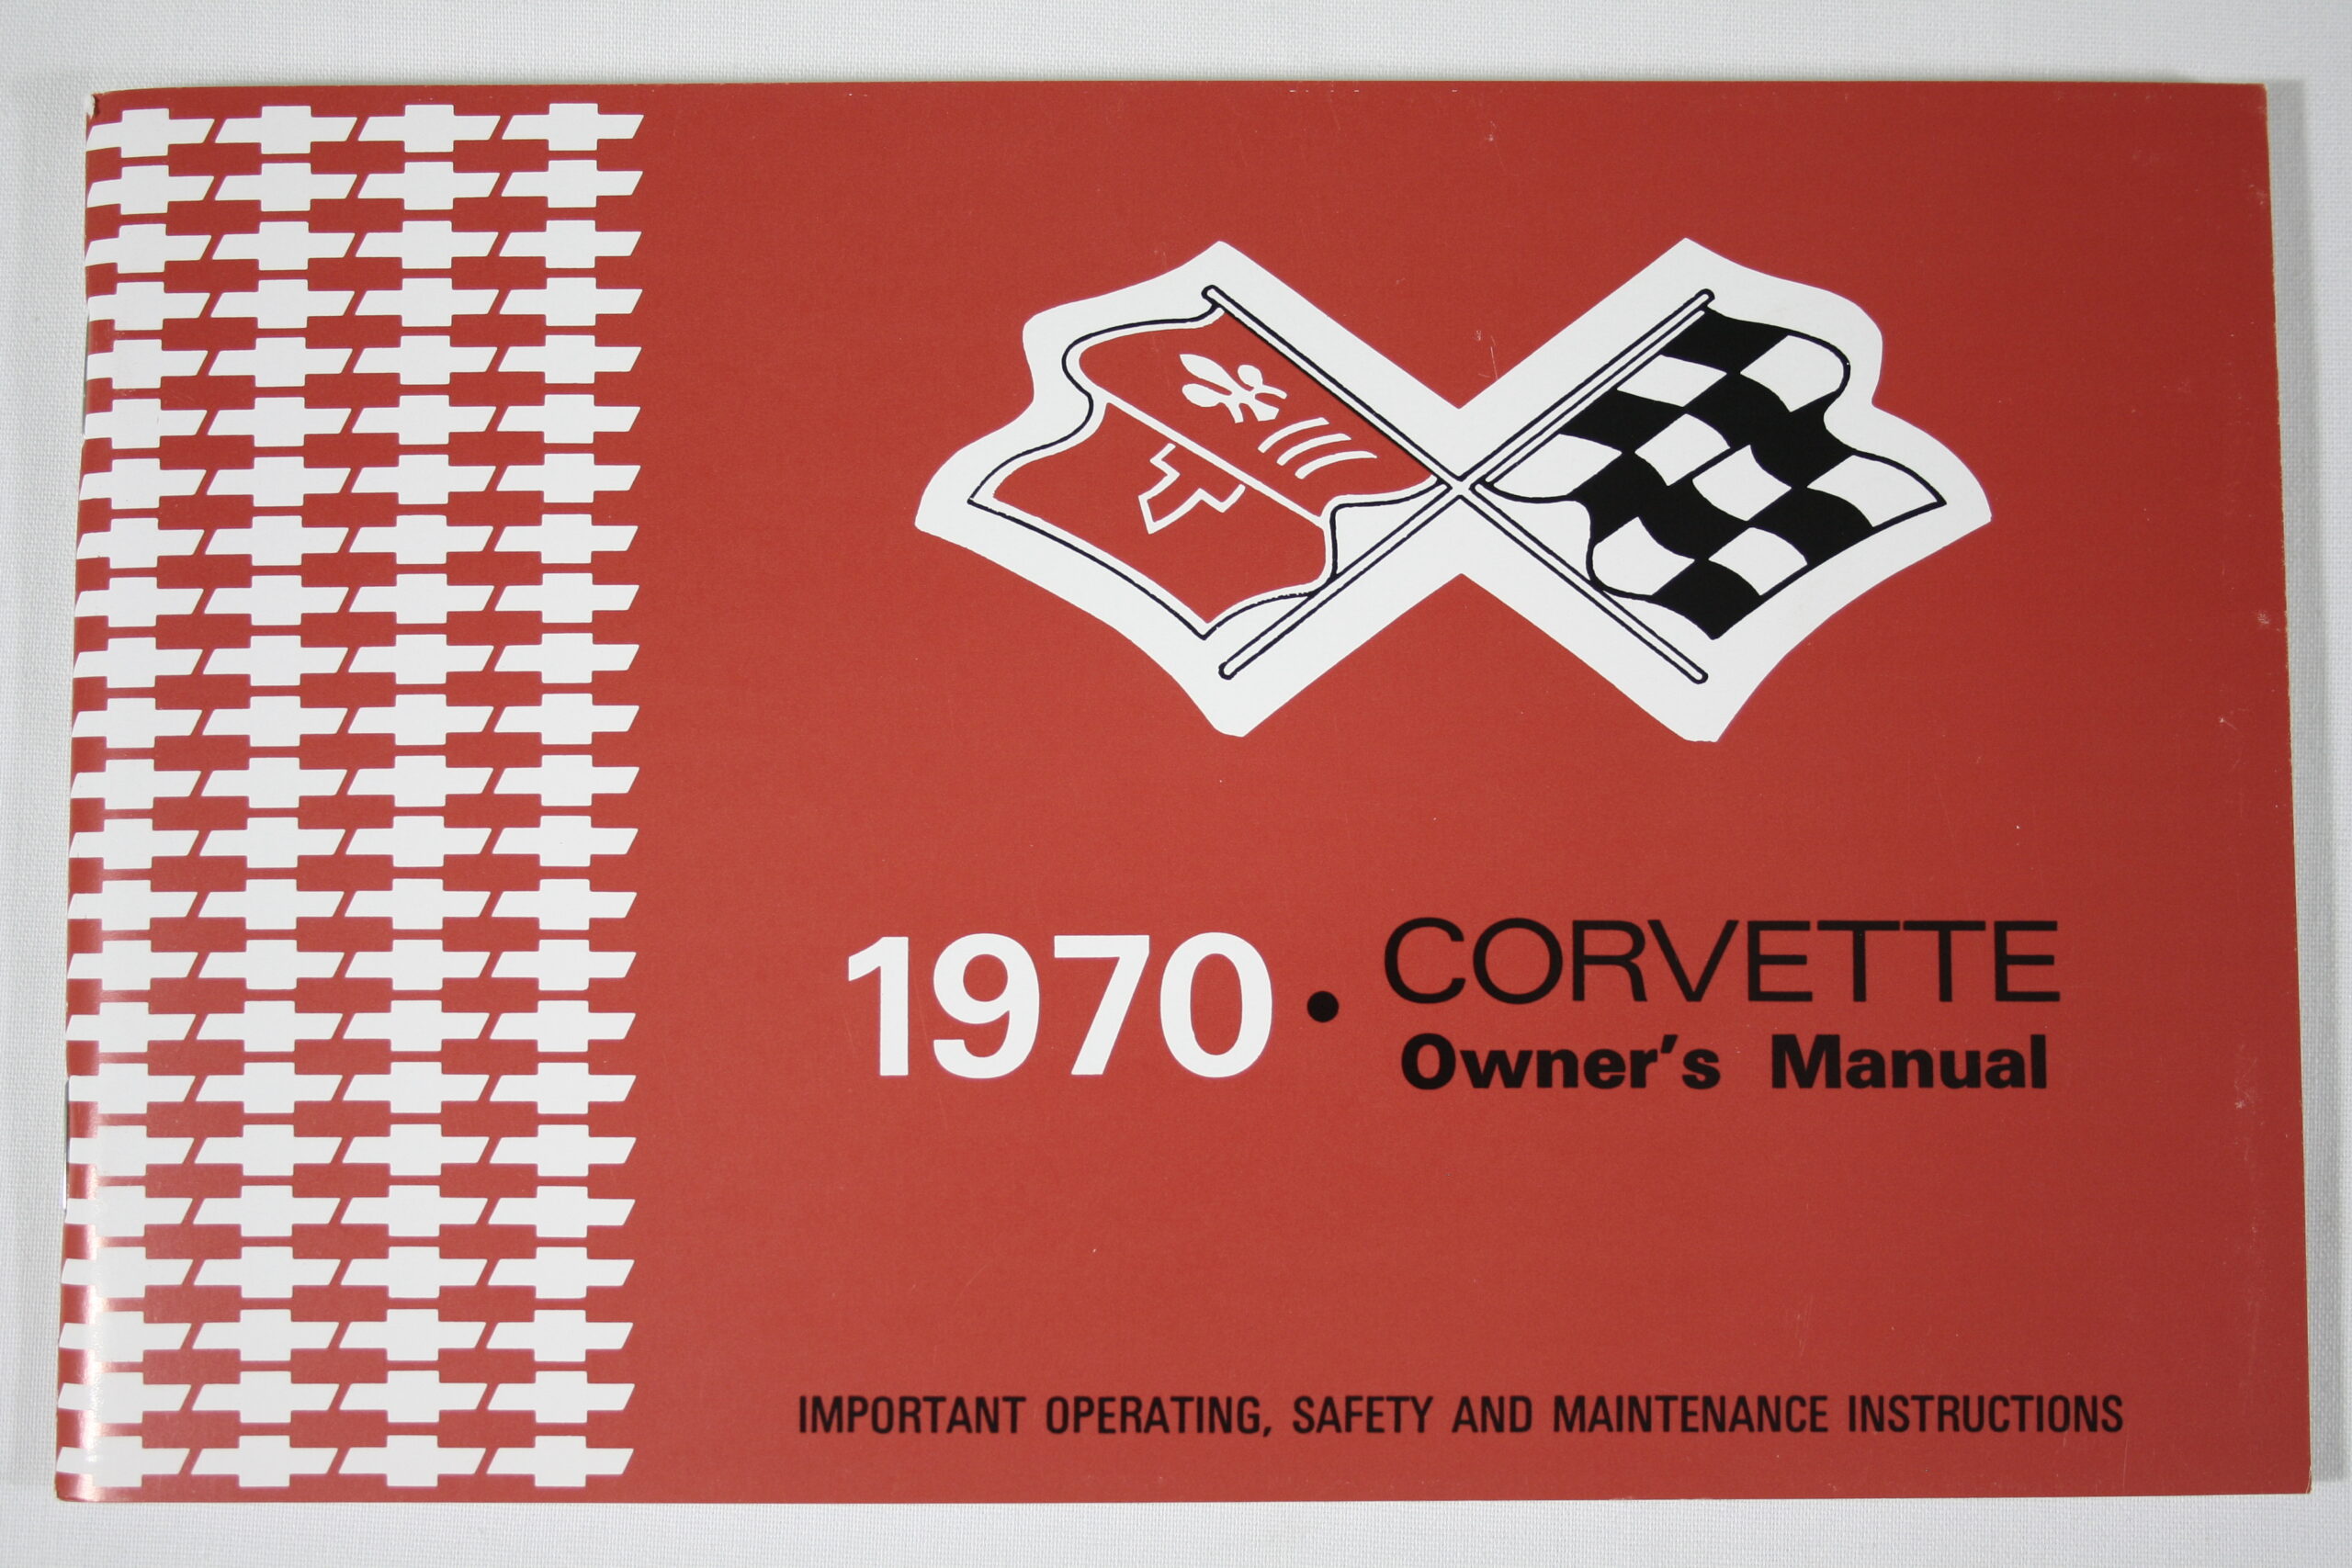 1970 • CORVETTE
Owner's Manual
IMPORTANT OPERATING, SAFETY AND MAINTENANCE INSTRUCTIONS